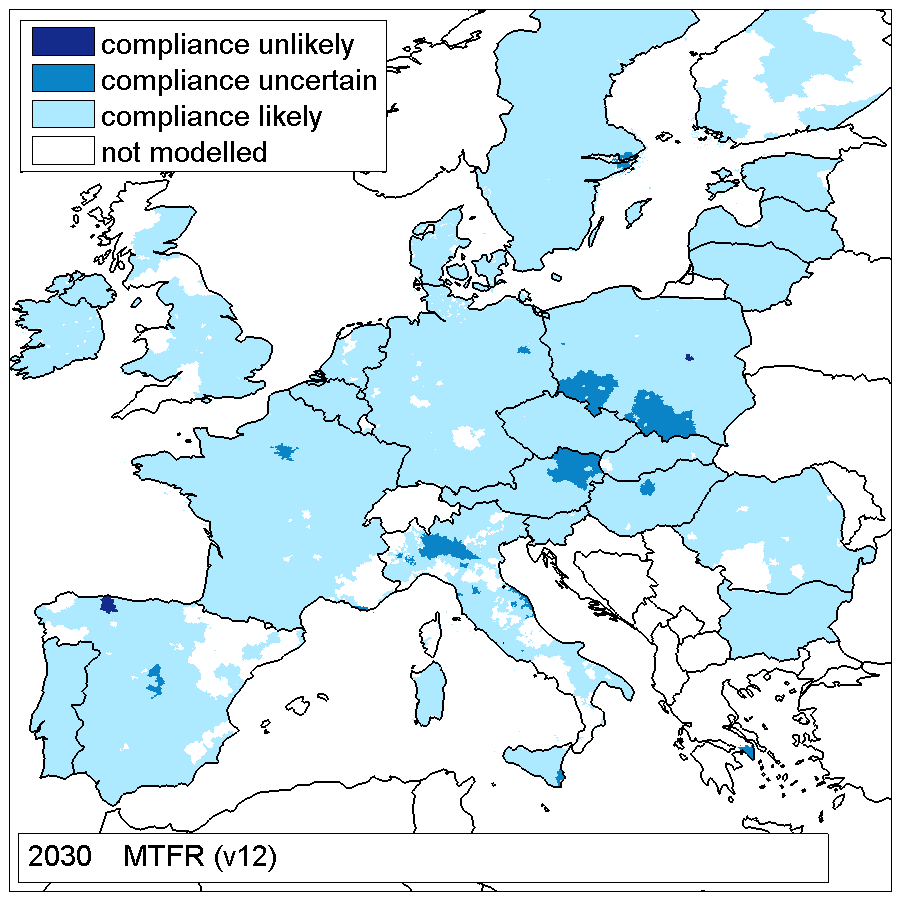 compliance unlikely
compliance uncertain
compliance likely
not modelled
2030 MTFR (v12)